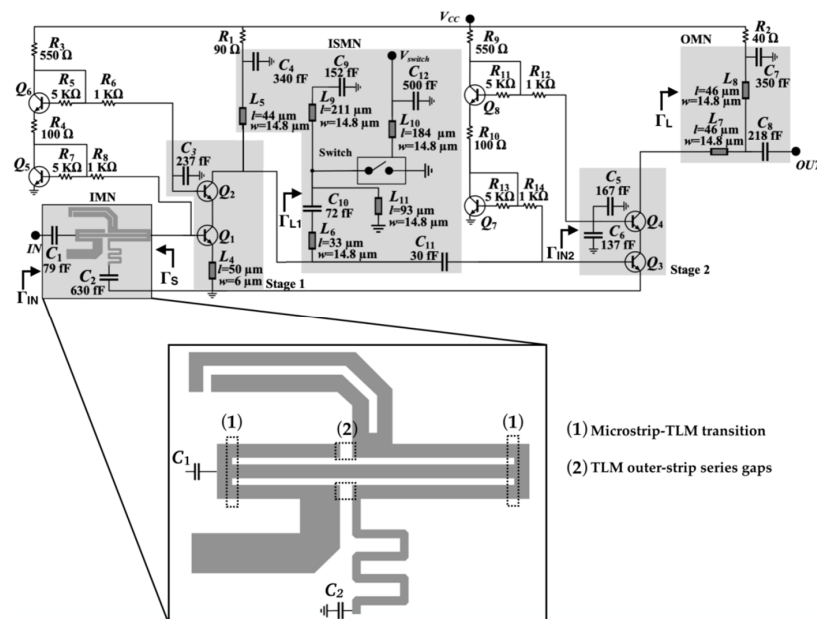 V_CC
R_3
550 Ω
Q_6
R_5
5 KΩ
R_6
1 KΩ
R_4
100 Ω
R_7
5 KΩ
R_8
1 KΩ
Q_5
IMN
IN
C_1
79 fF
C_2
630 fF
Γ_IN
Γ_S
R_1
90 Ω
C_4
340 fF
L_5
l=44 μm
w=14.8 μm
C_3
237 fF
Q_2
Q_1
L_4
l=50 μm
w=6 μm
Stage 1
ISMN
C_9
152 fF
V_switch
C_12
500 fF
L_9
l=211 μm
w=14.8 μm
L_10
l=184 μm
w=14.8 μm
Switch
Γ_L1
C_10
72 fF
L_11
l=93 μm
w=14.8 μm
L_6
l=33 μm
w=14.8 μm
C_11
30 fF
R_9
550 Ω
R_11
5 KΩ
R_12
1 KΩ
Q_8
R_10
100 Ω
R_13
5 KΩ
R_14
1 KΩ
Q_7
Γ_IN2
C_5
167 fF
C_6
137 fF
Q_4
Q_3
Stage 2
OMN
R_2
40 Ω
C_7
350 fF
L_8
l=46 μm
w=14.8 μm
Γ_L
L_7
l=46 μm
w=14.8 μm
C_8
218 fF
OUT
(1)
(2)
(1)
C_1
C_2
(1) Microstrip-TLM transition
(2) TLM outer-strip series gaps